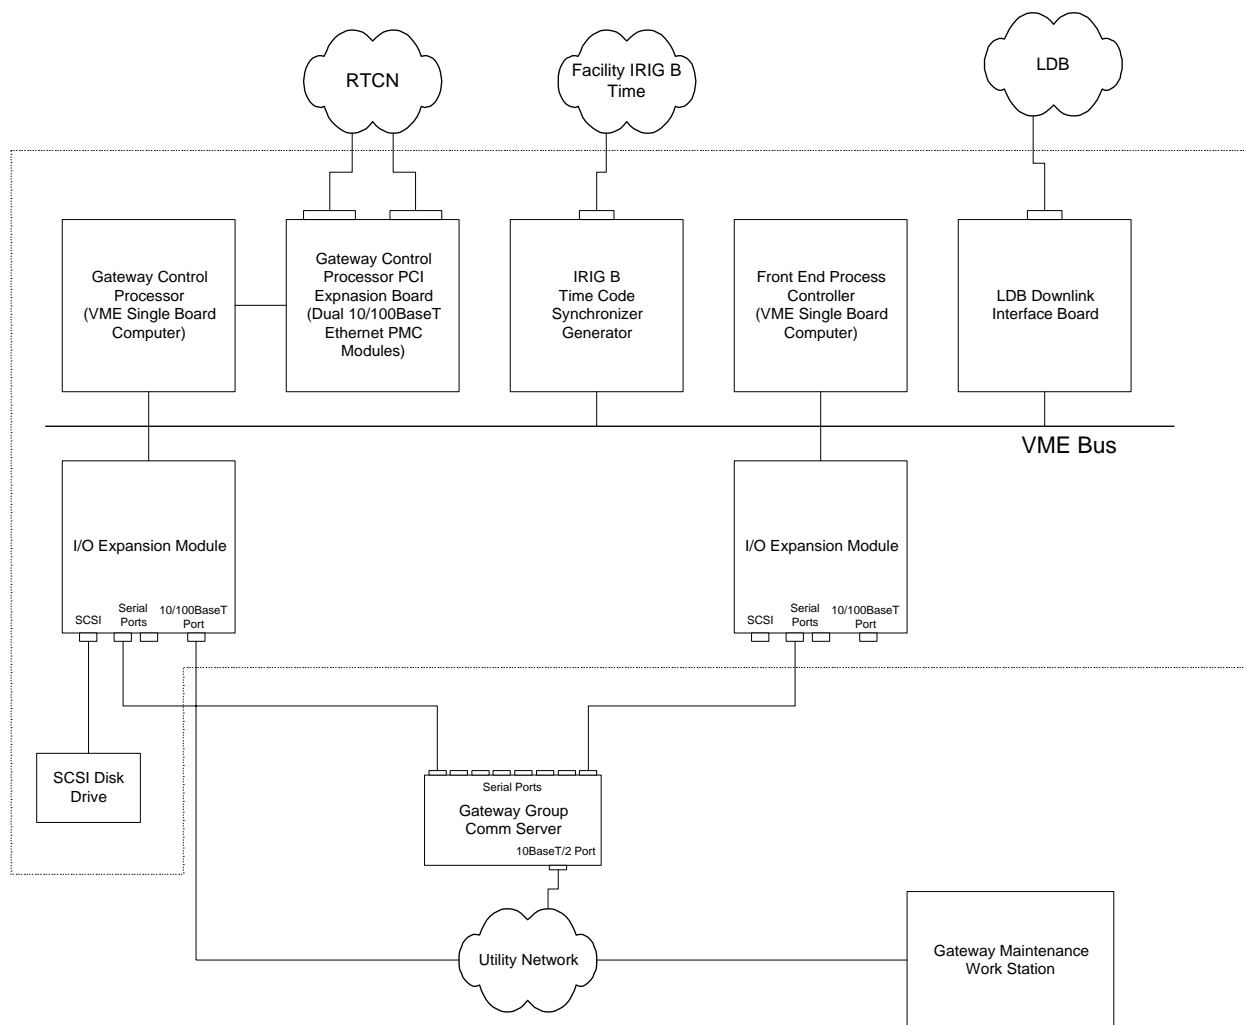 RTCN
Facility IRIG B
Time
LDB
Gateway Control
Processor
(VME Single Board
Computer)
Gateway Control
Processor PCI
Expnasion Board
(Dual 10/100BaseT
Ethernet PMC
Modules)
IRIG B
Time Code
Synchronizer
Generator
Front End Process
Controller
(VME Single Board
Computer)
LDB Downlink
Interface Board
VME Bus
I/O Expansion Module
SCSI
Serial
Ports
10/100BaseT
Port
I/O Expansion Module
SCSI
Serial
Ports
10/100BaseT
Port
SCSI Disk
Drive
Serial Ports
Gateway Group
Comm Server
10BaseT/2 Port
Utility Network
Gateway Maintenance
Work Station